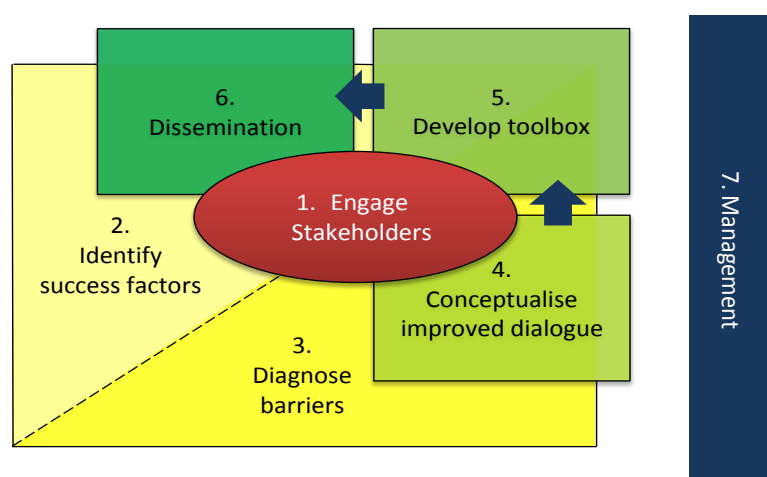 6.
Dissemination
5.
Develop toolbox
1. Engage
Stakeholders
2.
Identify
success factors
4.
Conceptualise
improved dialogue
3.
Diagnose
barriers
7. Management